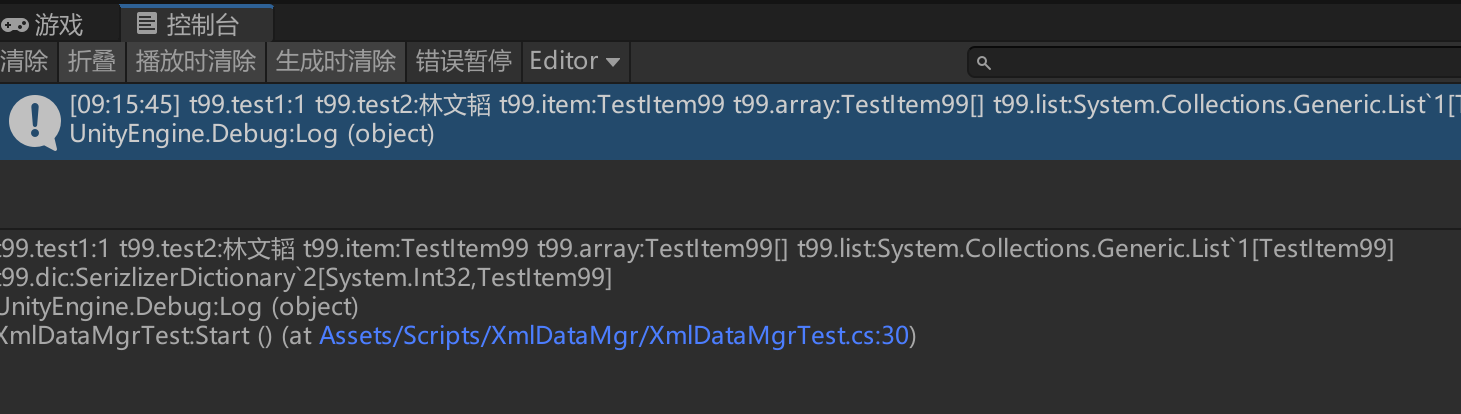 游戏 控制台
清除 折叠 播放时清除 生成时清除 错误暂停 Editor
[09:15:45] t99.test1:1 t99.test2:林文韬 t99.item:TestItem99 t99.array:TestItem99[] t99.list:System.Collections.Generic.List`1[T
UnityEngine.Debug:Log (object)
t99.test1:1 t99.test2:林文韬 t99.item:TestItem99 t99.array:TestItem99[] t99.list:System.Collections.Generic.List`1[TestItem99]
t99.dic:SerizlizerDictionary`2[System.Int32,TestItem99]
UnityEngine.Debug:Log (object)
XmlDataMgrTest:Start () (at Assets/Scripts/XmlDataMgr/XmlDataMgrTest.cs:30)